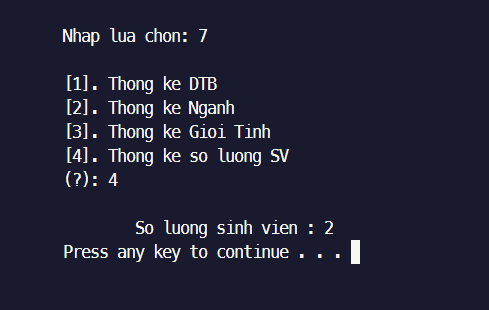 Nhap lua chon: 7
[1]. Thong ke DTB
[2]. Thong ke Nganh
[3]. Thong ke Gioi Tinh
[4]. Thong ke so luong SV
(?): 4
So luong sinh vien : 2
Press any key to continue . . .